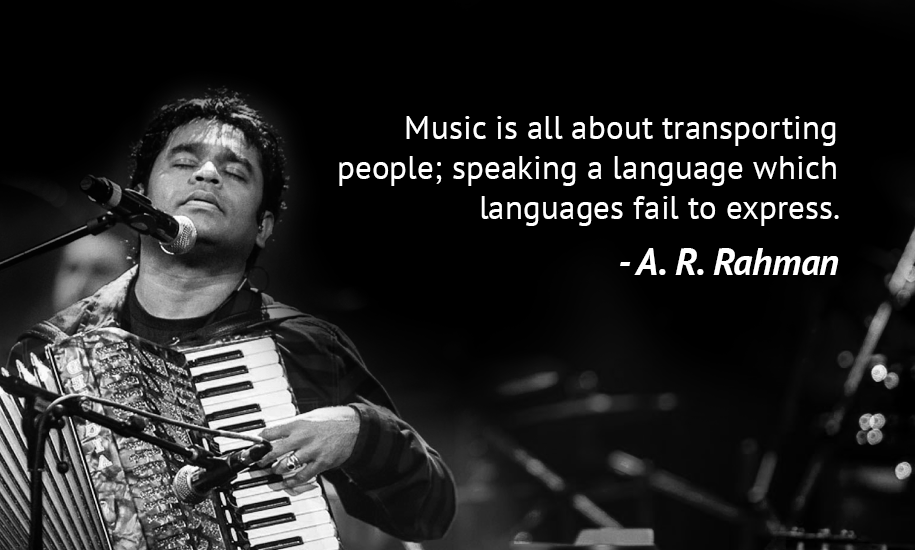 Music is all about transporting
people; speaking a language which
languages fail to express.
- A. R. Rahman